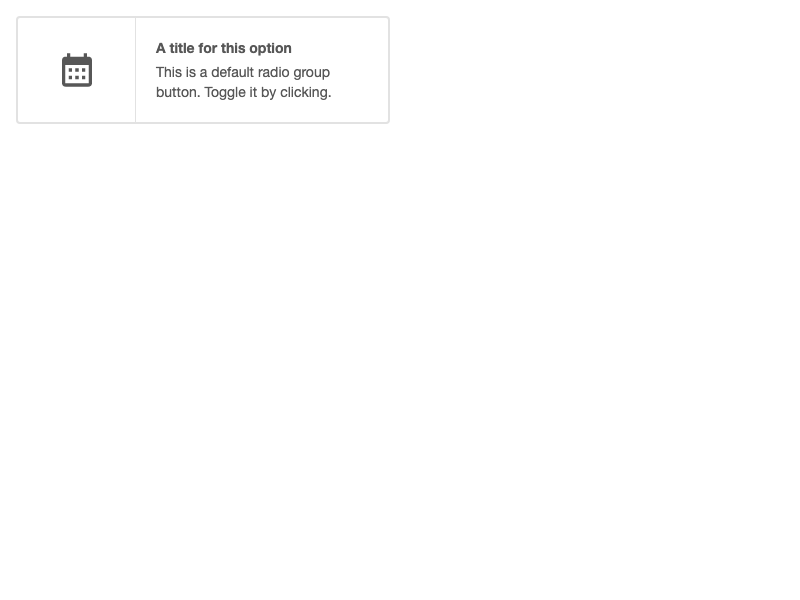 A title for this option
This is a default radio group
button. Toggle it by clicking.